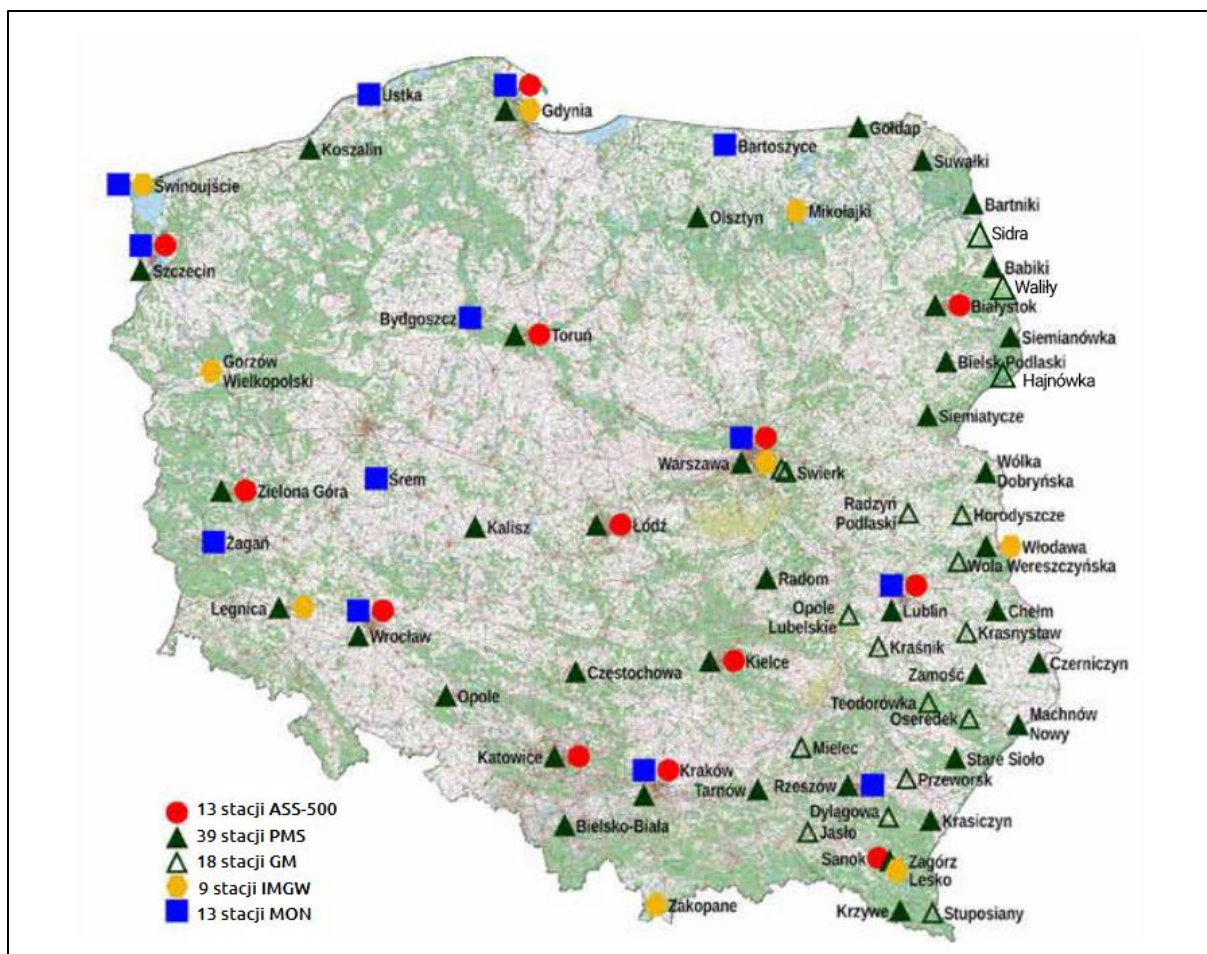 Ustka
Gdynia
Gołdap
Koszalin
Bartoszyce
Suwałki
Świnoujście
Bartniki
Mikołajki
Olsztyn
Sidra
Szczecin
Babiki
Waliły
Białystok
Bydgoszcz
Toruń
Siemianówka
Gorzów
Wielkopolski
Bielsk Podlaski
Hajnówka
Siemiatycze
Warszawa
Świerk
Wólka
Dobryńska
Śrem
Zielona Góra
Radzyń
Podlaski
Horodyszcze
Kalisz
Łódź
Żagań
Włodawa
Wola Wereszczyńska
Radom
Legnica
Opole
Lubelskie
Lublin
Chełm
Wrocław
Krasnystaw
Kraśnik
Kielce
Czerniczyn
Częstochowa
Zamość
Opole
Teodorówka
Oseredek
Machnów
Nowy
Mielec
Katowice
Stare Sioło
Kraków
Przeworsk
Tarnów
Rzeszów
13 stacji ASS-500
Dylągowa
Krasiczyn
Bielsko-Biała
Jasło
39 stacji PMS
18 stacji GM
Sanok
Zagórz
Lesko
9 stacji IMGW
Zakopane
Krzywe
Stuposiany
13 stacji MON